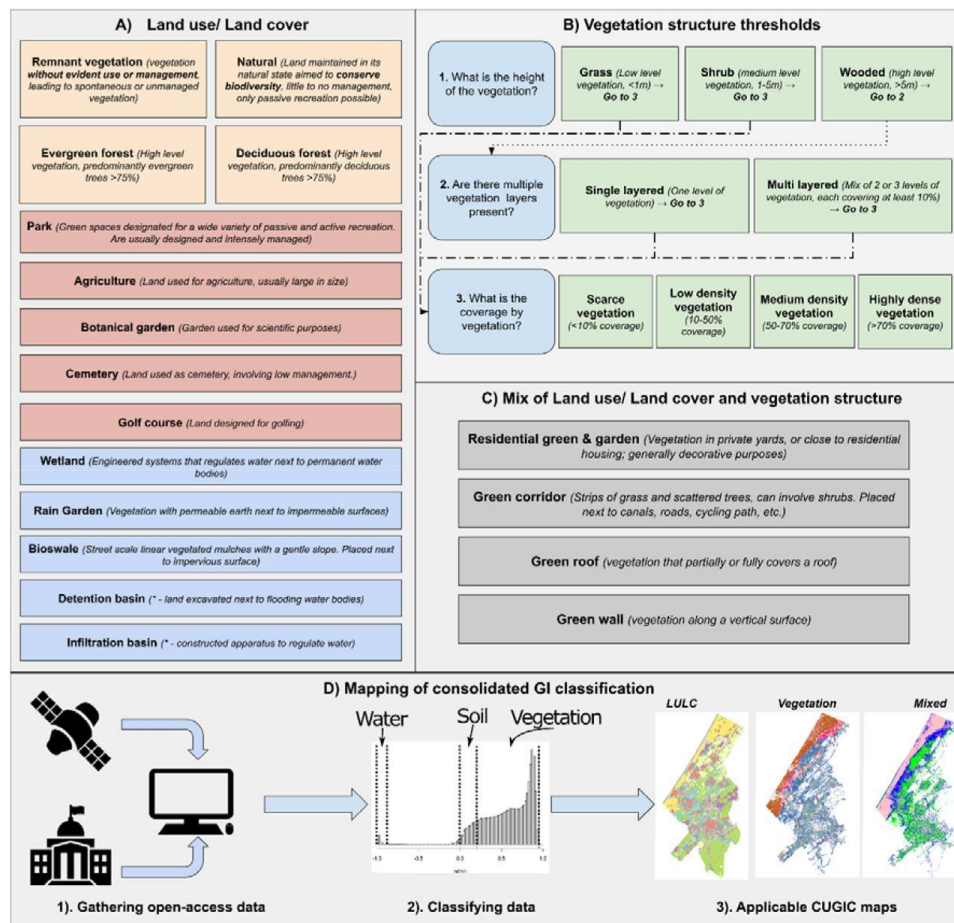 A) Land use/ Land cover
Remnant vegetation (vegetation
without evident use or management,
leading to spontaneous or unmanaged
vegetation)
Natural (Land maintained in its
natural state aimed to conserve
biodiversity, little to no management,
only passive recreation possible)
Evergreen forest (High level
vegetation, predominantly evergreen
trees >75%)
Deciduous forest (High level
vegetation, predominantly deciduous
trees >75%)
Park (Green spaces designated for a wide variety of passive and active recreation.
Are usually designed and intensely managed)
Agriculture (Land used for agriculture, usually large in size)
Botanical garden (Garden used for scientific purposes)
Cemetery (Land used as cemetery, involving low management.)
Golf course (Land designed for golfing)
Wetland (Engineered systems that regulates water next to permanent water
bodies)
Rain Garden (Vegetation with permeable earth next to impermeable surfaces)
Bioswale (Street scale linear vegetated mulches with a gentle slope. Placed next
to impervious surface)
Detention basin (* - land excavated next to flooding water bodies)
Infiltration basin (* - constructed apparatus to regulate water)
B) Vegetation structure thresholds
1. What is the height
of the vegetation?
Grass (Low level
vegetation, <1m) →
Go to 3
Shrub (medium level
vegetation, 1-5m) →
Go to 3
Wooded (high level
vegetation, >5m) →
Go to 2
2. Are there multiple
vegetation layers
present?
Single layered (One level of
vegetation) → Go to 3
Multi layered (Mix of 2 or 3 levels of
vegetation, each covering at least 10%)
→ Go to 3
3. What is the
coverage by
vegetation?
Scarce
vegetation
(<10% coverage)
Low density
vegetation
(10-50%
coverage)
Medium density
vegetation
(50-70% coverage)
Highly dense
vegetation
(>70% coverage)
C) Mix of Land use/ Land cover and vegetation structure
Residential green & garden (Vegetation in private yards, or close to residential
housing; generally decorative purposes)
Green corridor (Strips of grass and scattered trees, can involve shrubs. Placed
next to canals, roads, cycling path, etc.)
Green roof (vegetation that partially or fully covers a roof)
Green wall (vegetation along a vertical surface)
D) Mapping of consolidated GI classification
Water Soil Vegetation
LULC Vegetation Mixed
1). Gathering open-access data 2). Classifying data 3). Applicable CUGIC maps